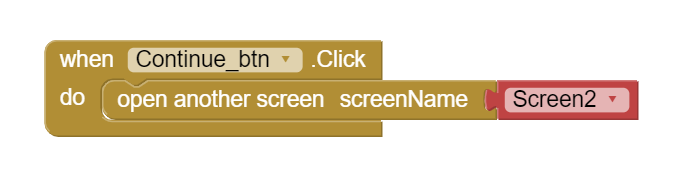 when Continue_btn .Click
do open another screen screenName Screen2